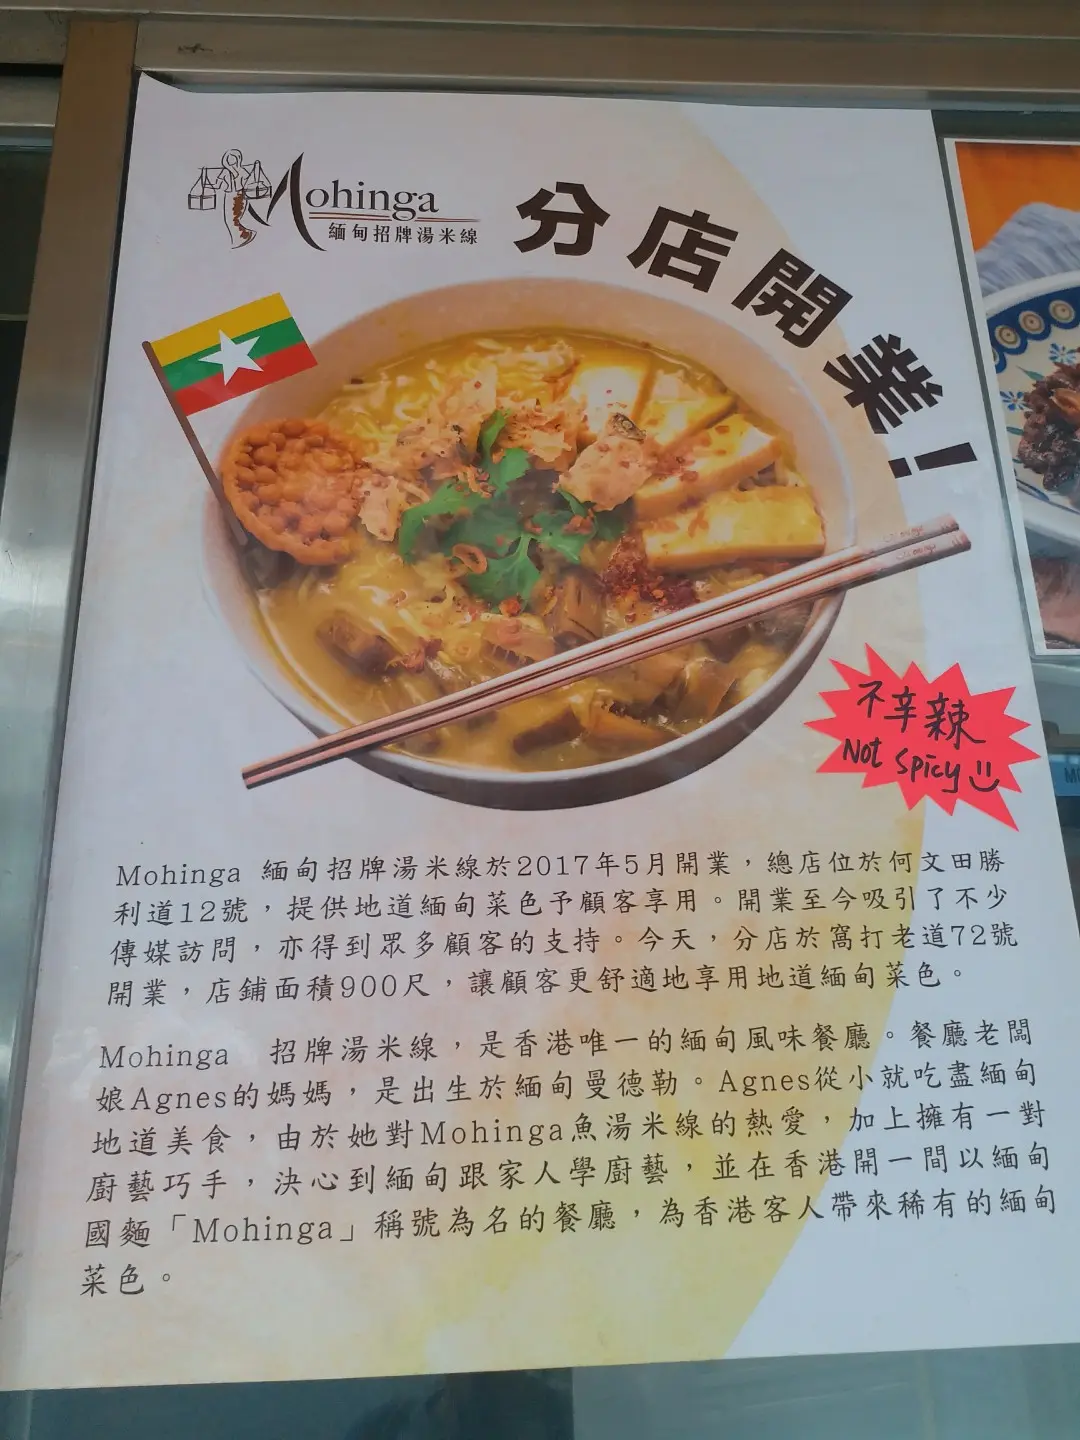 Mohinga
緬甸招牌湯米線
分店開業！
不辛辣
Not Spicy
Mohinga 緬甸招牌湯米線於2017年5月開業，總店位於何文田勝
利道12號，提供地道緬甸菜色予顧客享用。開業至今吸引了不少
傳媒訪問，亦得到眾多顧客的支持。今天，分店於窩打老道72號
開業，店鋪面積900尺，讓顧客更舒適地享用地道緬甸菜色。
Mohinga 招牌湯米線，是香港唯一的緬甸風味餐廳。餐廳老闆
娘Agnes的媽媽，是出生於緬甸曼德勒。Agnes從小就吃盡緬甸
地道美食，由於她對Mohinga魚湯米線的熱愛，加上擁有一對
廚藝巧手，決心到緬甸跟家人學廚藝，並在香港開一間以緬甸
國麵「Mohinga」稱號為名的餐廳，為香港客人帶來稀有的緬甸
菜色。